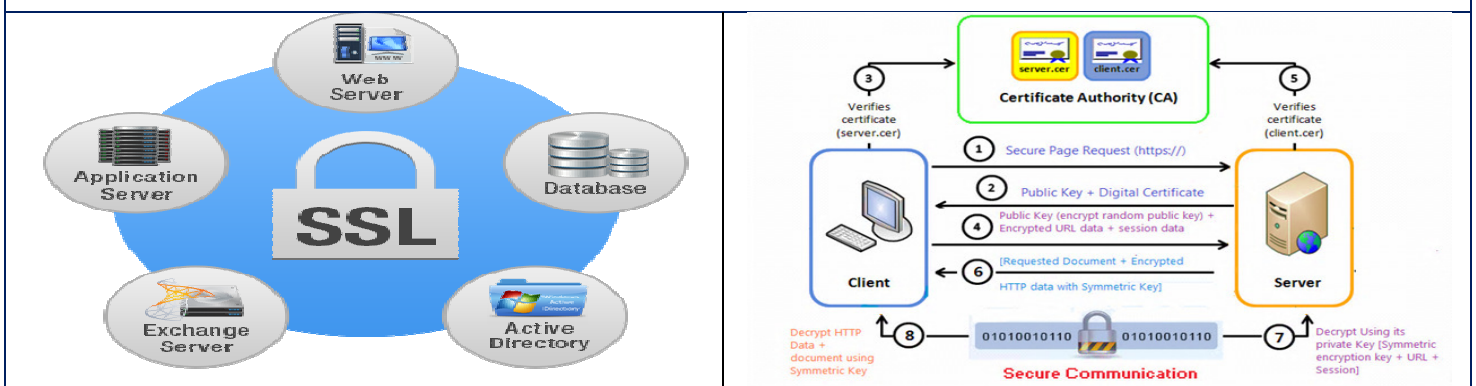 Web
Server
Application
Server
Database
SSL
Exchange
Server
Active
Directory
server.cer
client.cer
Certificate Authority (CA)
3
Verifies
certificate
(server.cer)
5
Verifies
certificate
(client.cer)
1
Secure Page Request (https://)
2
Public Key + Digital Certificate
4
Public Key (encrypt random public key) +
Encrypted URL data + session data
6
[Requested Document + Encrypted
HTTP data with Symmetric Key]
Client
Server
Decrypt HTTP
Data +
document using
Symmetric Key
8
01010010110
01010010110
7
Decrypt Using its
private Key [Symmetric
encryption key + URL +
Session]
Secure Communication